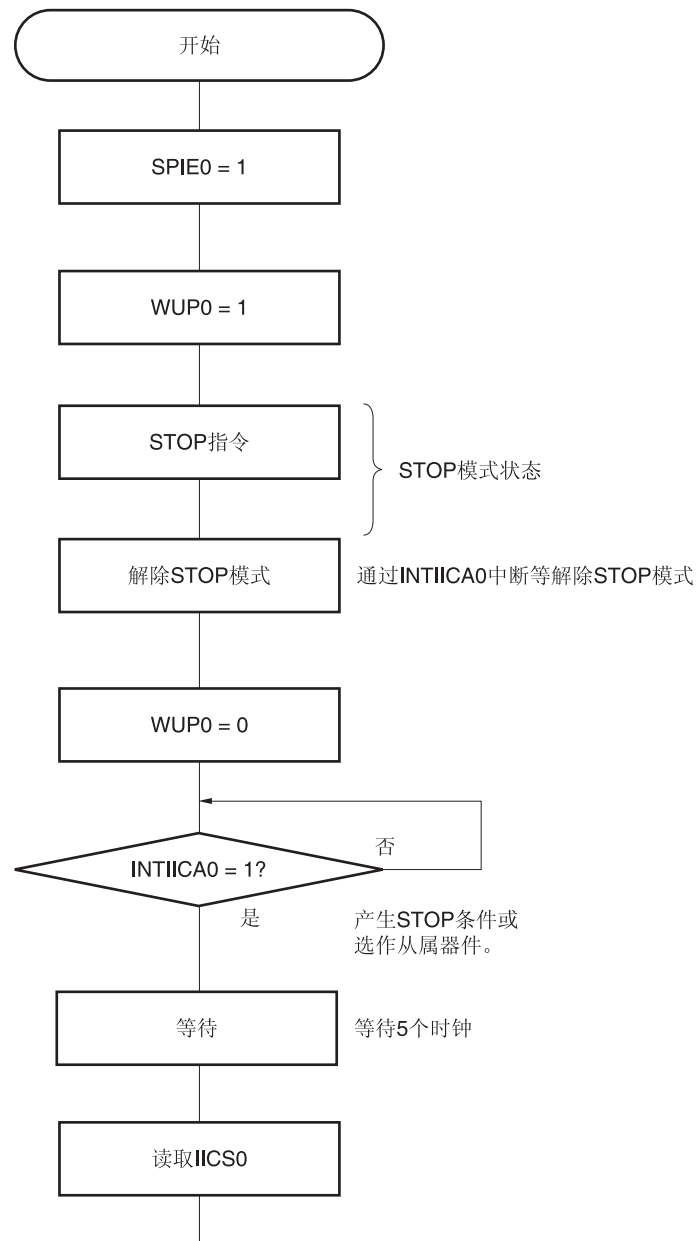 开始
SPIE0 = 1
WUP0 = 1
STOP指令
STOP模式状态
解除STOP模式
通过INTIICA0中断等解除STOP模式
WUP0 = 0
否
INTIICA0 = 1?
是
产生STOP条件或
选作从属器件。
等待
等待5个时钟
读取IICS0